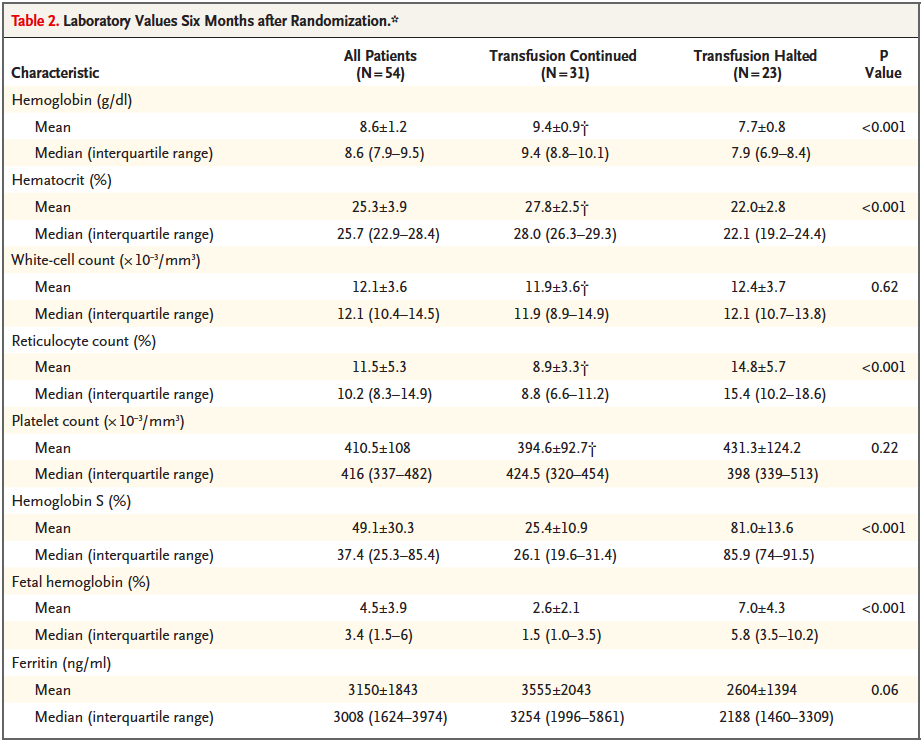 Table 2. Laboratory Values Six Months after Randomization.*
Characteristic All Patients (N=54) Transfusion Continued (N=31) Transfusion Halted (N=23) P Value
Hemoglobin (g/dl)
Mean 8.6±1.2 9.4±0.9† 7.7±0.8 <0.001
Median (interquartile range) 8.6 (7.9–9.5) 9.4 (8.8–10.1) 7.9 (6.9–8.4)
Hematocrit (%)
Mean 25.3±3.9 27.8±2.5† 22.0±2.8 <0.001
Median (interquartile range) 25.7 (22.9–28.4) 28.0 (26.3–29.3) 22.1 (19.2–24.4)
White-cell count (×10⁻³/mm³)
Mean 12.1±3.6 11.9±3.6† 12.4±3.7 0.62
Median (interquartile range) 12.1 (10.4–14.5) 11.9 (8.9–14.9) 12.1 (10.7–13.8)
Reticulocyte count (%)
Mean 11.5±5.3 8.9±3.3† 14.8±5.7 <0.001
Median (interquartile range) 10.2 (8.3–14.9) 8.8 (6.6–11.2) 15.4 (10.2–18.6)
Platelet count (×10⁻³/mm³)
Mean 410.5±108 394.6±92.7† 431.3±124.2 0.22
Median (interquartile range) 416 (337–482) 424.5 (320–454) 398 (339–513)
Hemoglobin S (%)
Mean 49.1±30.3 25.4±10.9 81.0±13.6 <0.001
Median (interquartile range) 37.4 (25.3–85.4) 26.1 (19.6–31.4) 85.9 (74–91.5)
Fetal hemoglobin (%)
Mean 4.5±3.9 2.6±2.1 7.0±4.3 <0.001
Median (interquartile range) 3.4 (1.5–6) 1.5 (1.0–3.5) 5.8 (3.5–10.2)
Ferritin (ng/ml)
Mean 3150±1843 3555±2043 2604±1394 0.06
Median (interquartile range) 3008 (1624–3974) 3254 (1996–5861) 2188 (1460–3309)